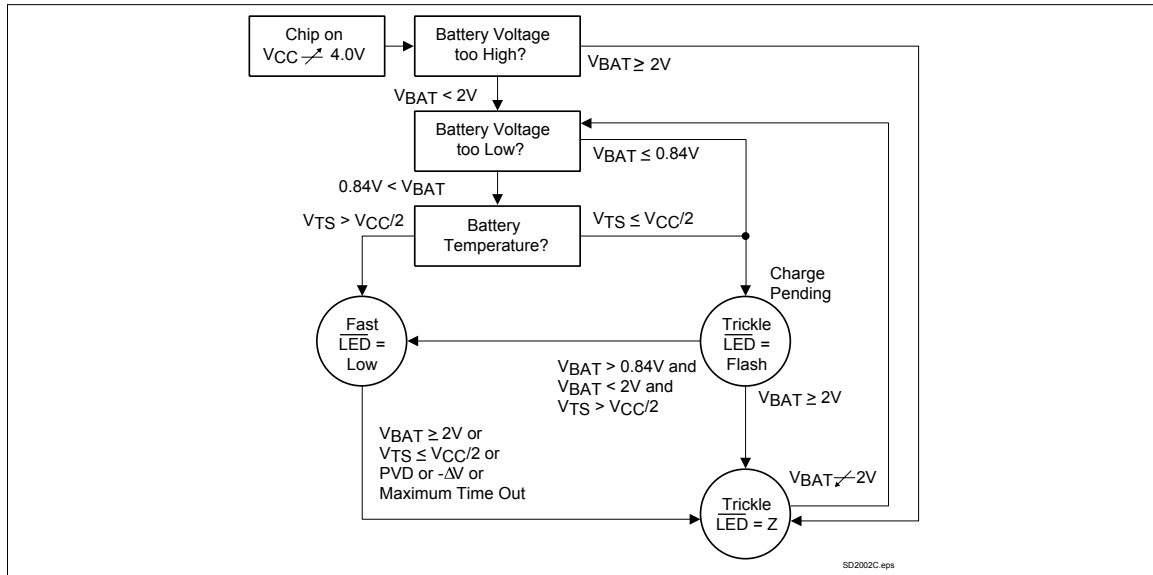 Chip on
VCC ↗ 4.0V
Battery Voltage
too High?
VBAT ≥ 2V
VBAT < 2V
Battery Voltage
too Low?
VBAT ≤ 0.84V
0.84V < VBAT
VTS > VCC/2
Battery
Temperature?
VTS ≤ VCC/2
Charge
Pending
Fast
LED =
Low
Trickle
LED =
Flash
VBAT > 0.84V and
VBAT < 2V and
VTS > VCC/2
VBAT ≥ 2V
VBAT ≥ 2V or
VTS ≤ VCC/2 or
PVD or -ΔV or
Maximum Time Out
VBAT ↙ 2V
Trickle
LED = Z
SD2002C.eps